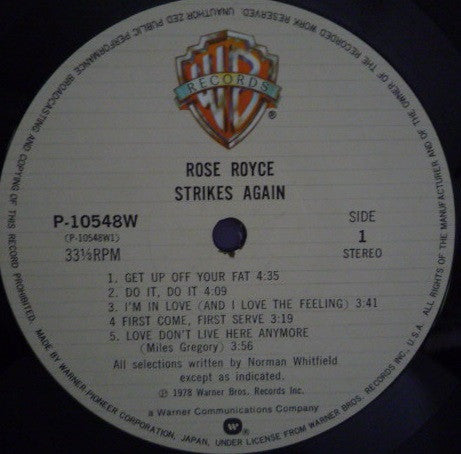 ALL RIGHTS OF THE MANUFACTURER AND OF THE OWNER OF THE RECORDED WORK RESERVED. UNAUTHORIZED PUBLIC PERFORMANCE BROADCASTING AND COPYING OF THIS RECORD PROHIBITED.
WB
RECORDS
®
ROSE ROYCE
STRIKES AGAIN
P-10548W
(P-10548W1)
33⅓RPM
SIDE
1
STEREO
1. GET UP OFF YOUR FAT 4:35
2. DO IT, DO IT 4:09
3. I'M IN LOVE (AND I LOVE THE FEELING) 3:41
4 FIRST COME, FIRST SERVE 3:19
5. LOVE DON'T LIVE HERE ANYMORE
(Miles Gregory) 3:56
All selections written by Norman Whitfield
except as indicated.
℗ 1978 Warner Bros. Records Inc.
a Warner Communications Company
W
®
MADE BY WARNER-PIONEER CORPORATION, JAPAN, UNDER LICENSE FROM WARNER BROS. RECORDS INC., U.S.A.